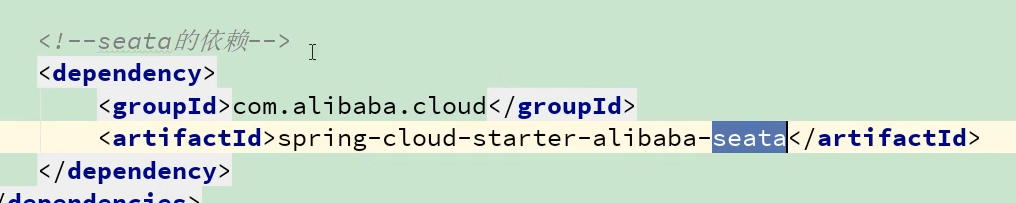 <!--seata的依赖-->
<dependency>
<groupId>com.alibaba.cloud</groupId>
<artifactId>spring-cloud-starter-alibaba-seata</artifactId>
</dependency>
/dependencies>